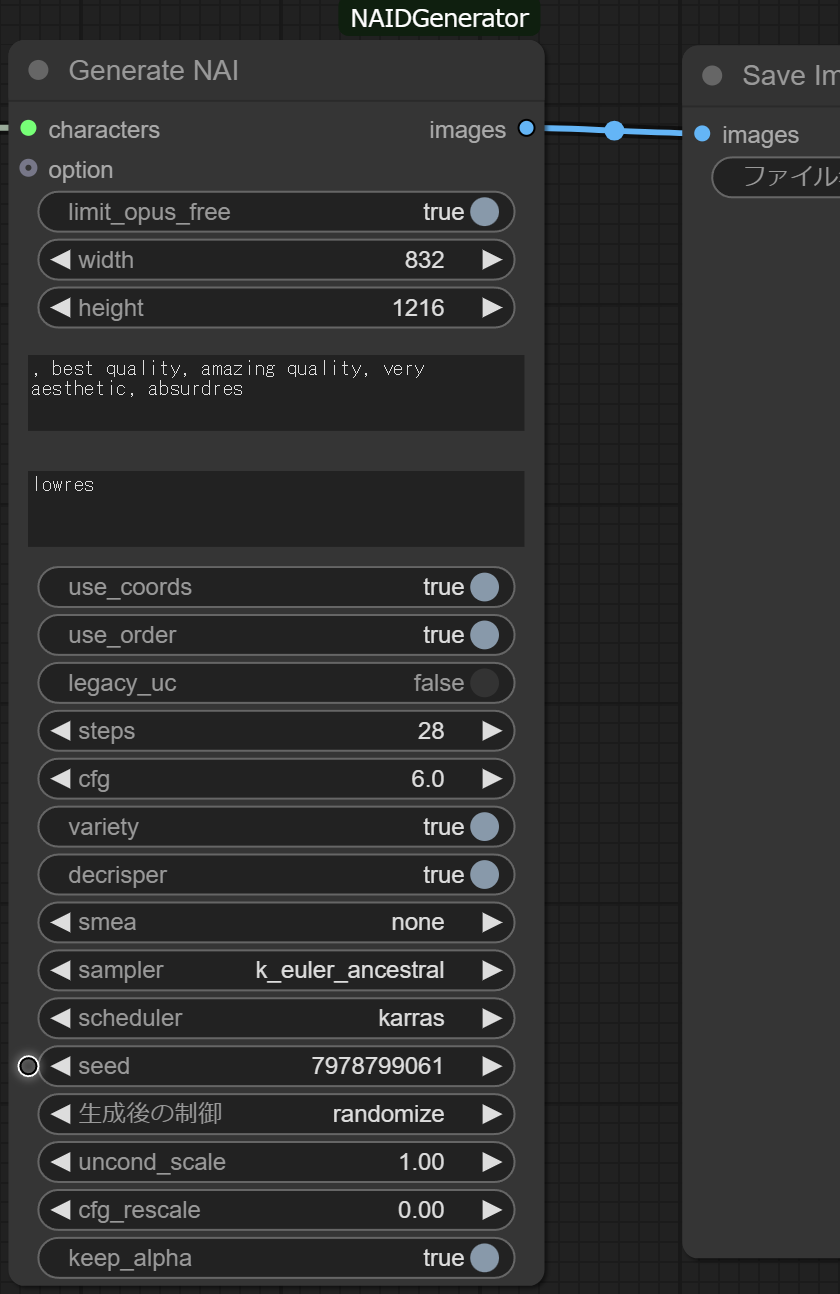 NAIDGenerator
Generate NAI
characters images
option
limit_opus_free true
width 832
height 1216
, best quality, amazing quality, very
aesthetic, absurdres
lowres
use_coords true
use_order true
legacy_uc false
steps 28
cfg 6.0
variety true
decrisper true
smea none
sampler k_euler_ancestral
scheduler karras
seed 7978799061
生成後の制御 randomize
uncond_scale 1.00
cfg_rescale 0.00
keep_alpha true
Save Im
images
ファイル